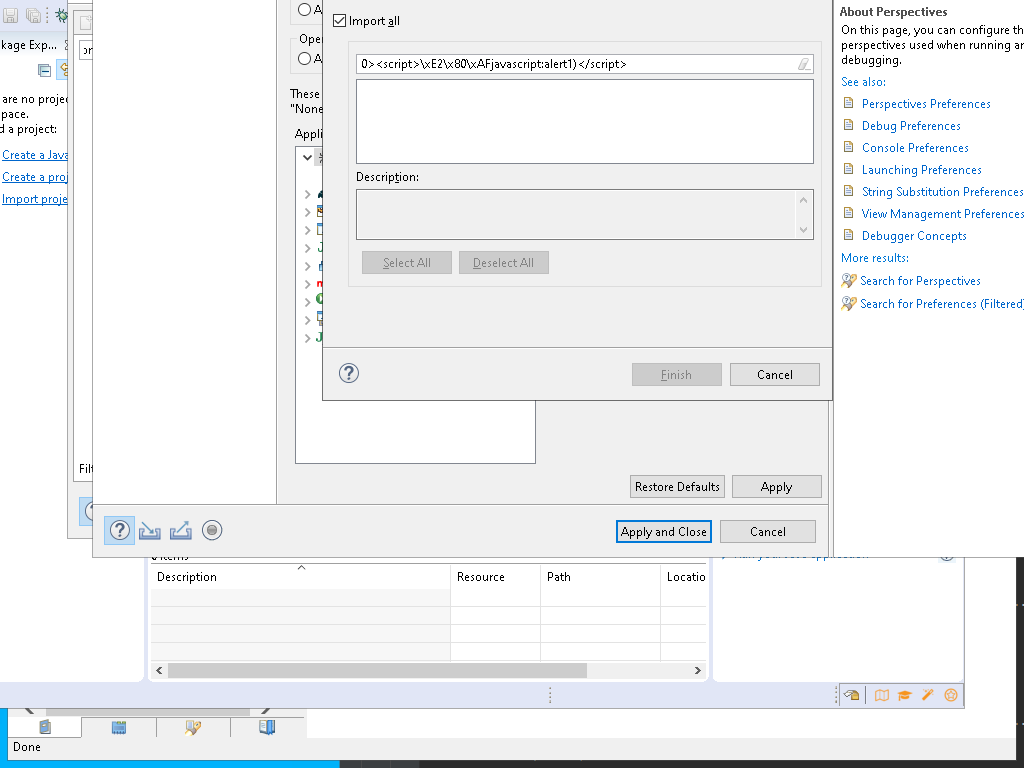 kage Exp...
are no projec
pace.
d a project:
Create a Java
Create a proj
Import proje
Filt
Oper
These
"None
Appli
Import all
0><script>\xE2\x80\xAFjavascript:alert1)</script>
Description:
Select All
Deselect All
Finish
Cancel
Restore Defaults
Apply
Apply and Close
Cancel
About Perspectives
On this page, you can configure th
perspectives used when running an
debugging.
See also:
Perspectives Preferences
Debug Preferences
Console Preferences
Launching Preferences
String Substitution Preferences
View Management Preferences
Debugger Concepts
More results:
Search for Perspectives
Search for Preferences (Filtered)
Description
Resource
Path
Locatio
Done